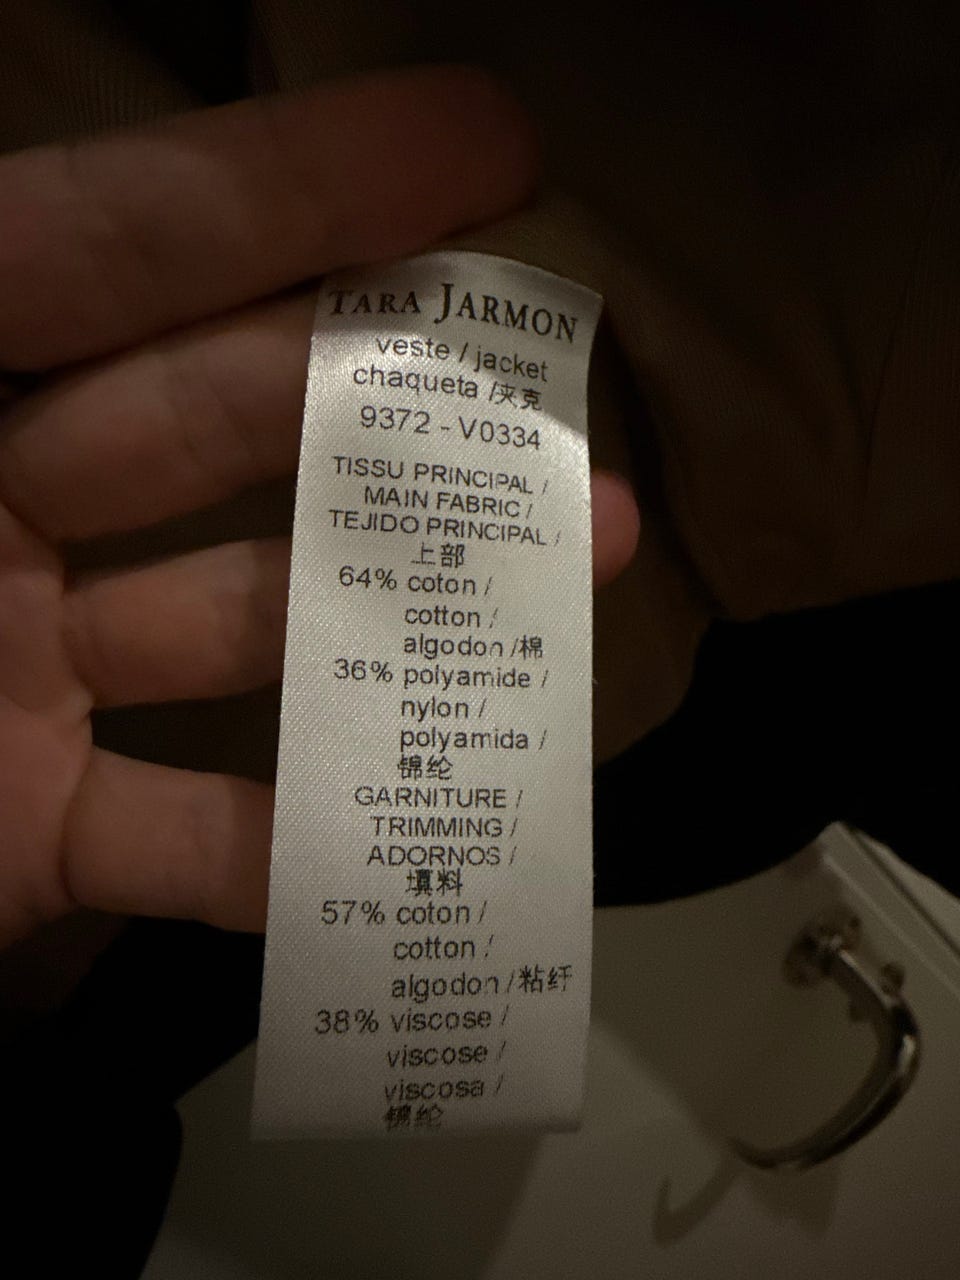 TARA JARMON
veste / jacket
chaqueta /夹克
9372 - V0334
TISSU PRINCIPAL /
MAIN FABRIC /
TEJIDO PRINCIPAL /
上部
64% coton /
cotton /
algodon /棉
36% polyamide /
nylon /
polyamida /
锦纶
GARNITURE /
TRIMMING /
ADORNOS /
填料
57% coton /
cotton /
algodon /粘纤
38% viscose /
viscose /
viscosa /
锦纶